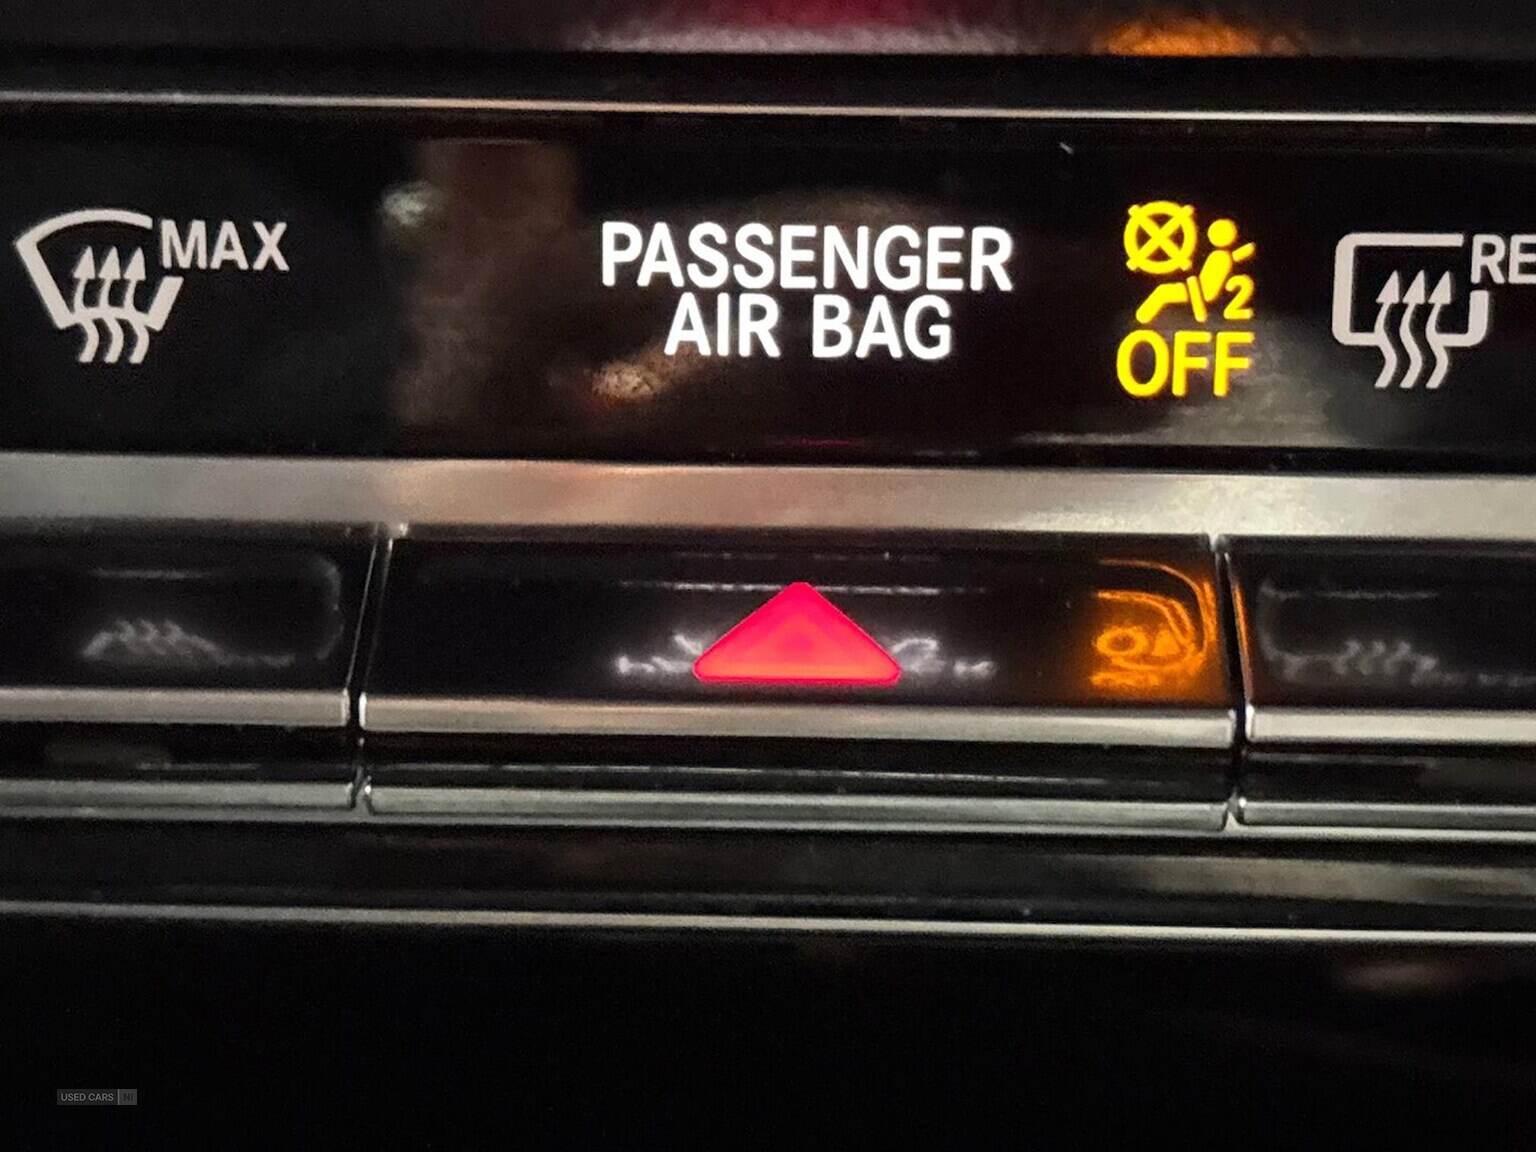 MAX
PASSENGER
AIR BAG
2
OFF
RE
USED CARS NI